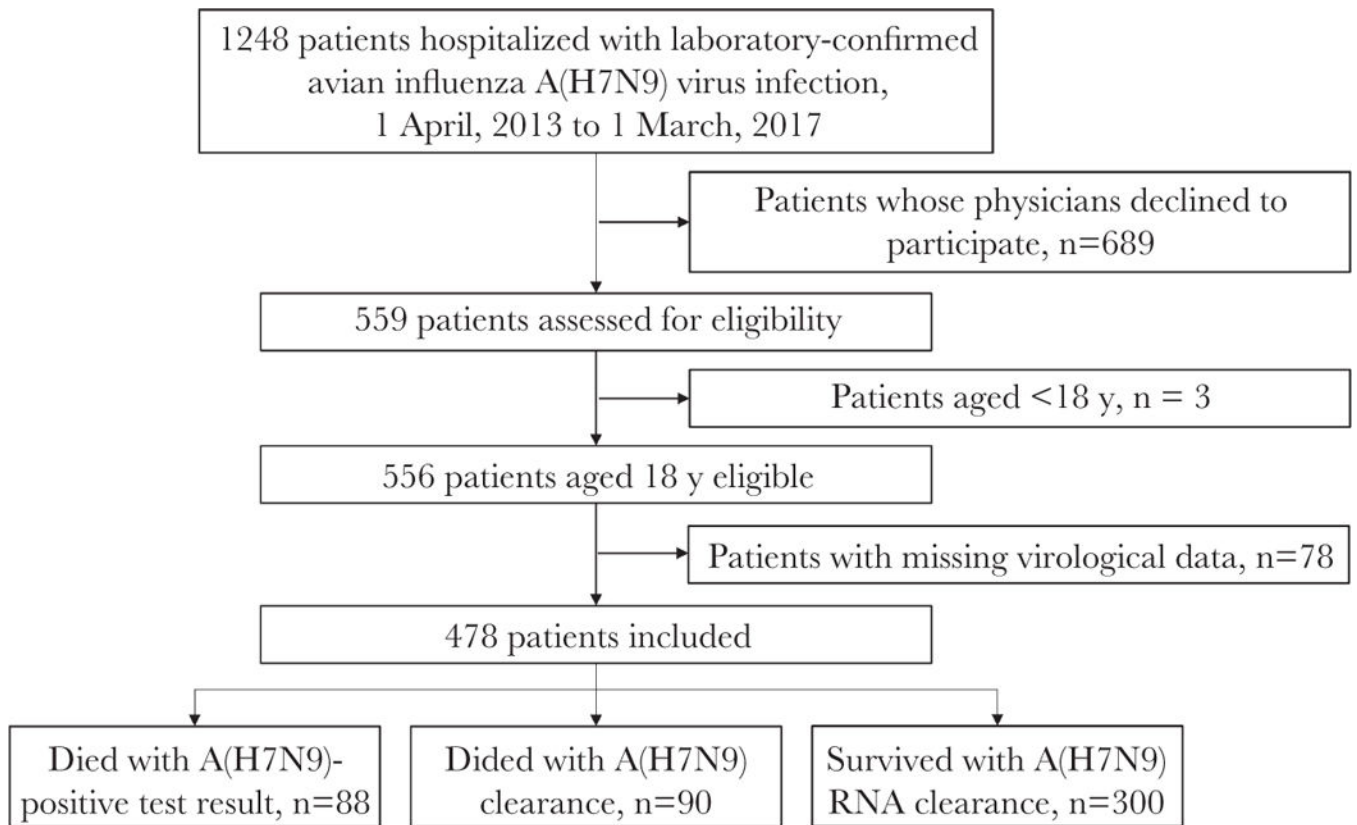 1248 patients hospitalized with laboratory-confirmed
avian influenza A(H7N9) virus infection,
1 April, 2013 to 1 March, 2017
Patients whose physicians declined to
participate, n=689
559 patients assessed for eligibility
Patients aged <18 y, n = 3
556 patients aged 18 y eligible
Patients with missing virological data, n=78
478 patients included
Died with A(H7N9)-
positive test result, n=88
Dided with A(H7N9)
clearance, n=90
Survived with A(H7N9)
RNA clearance, n=300